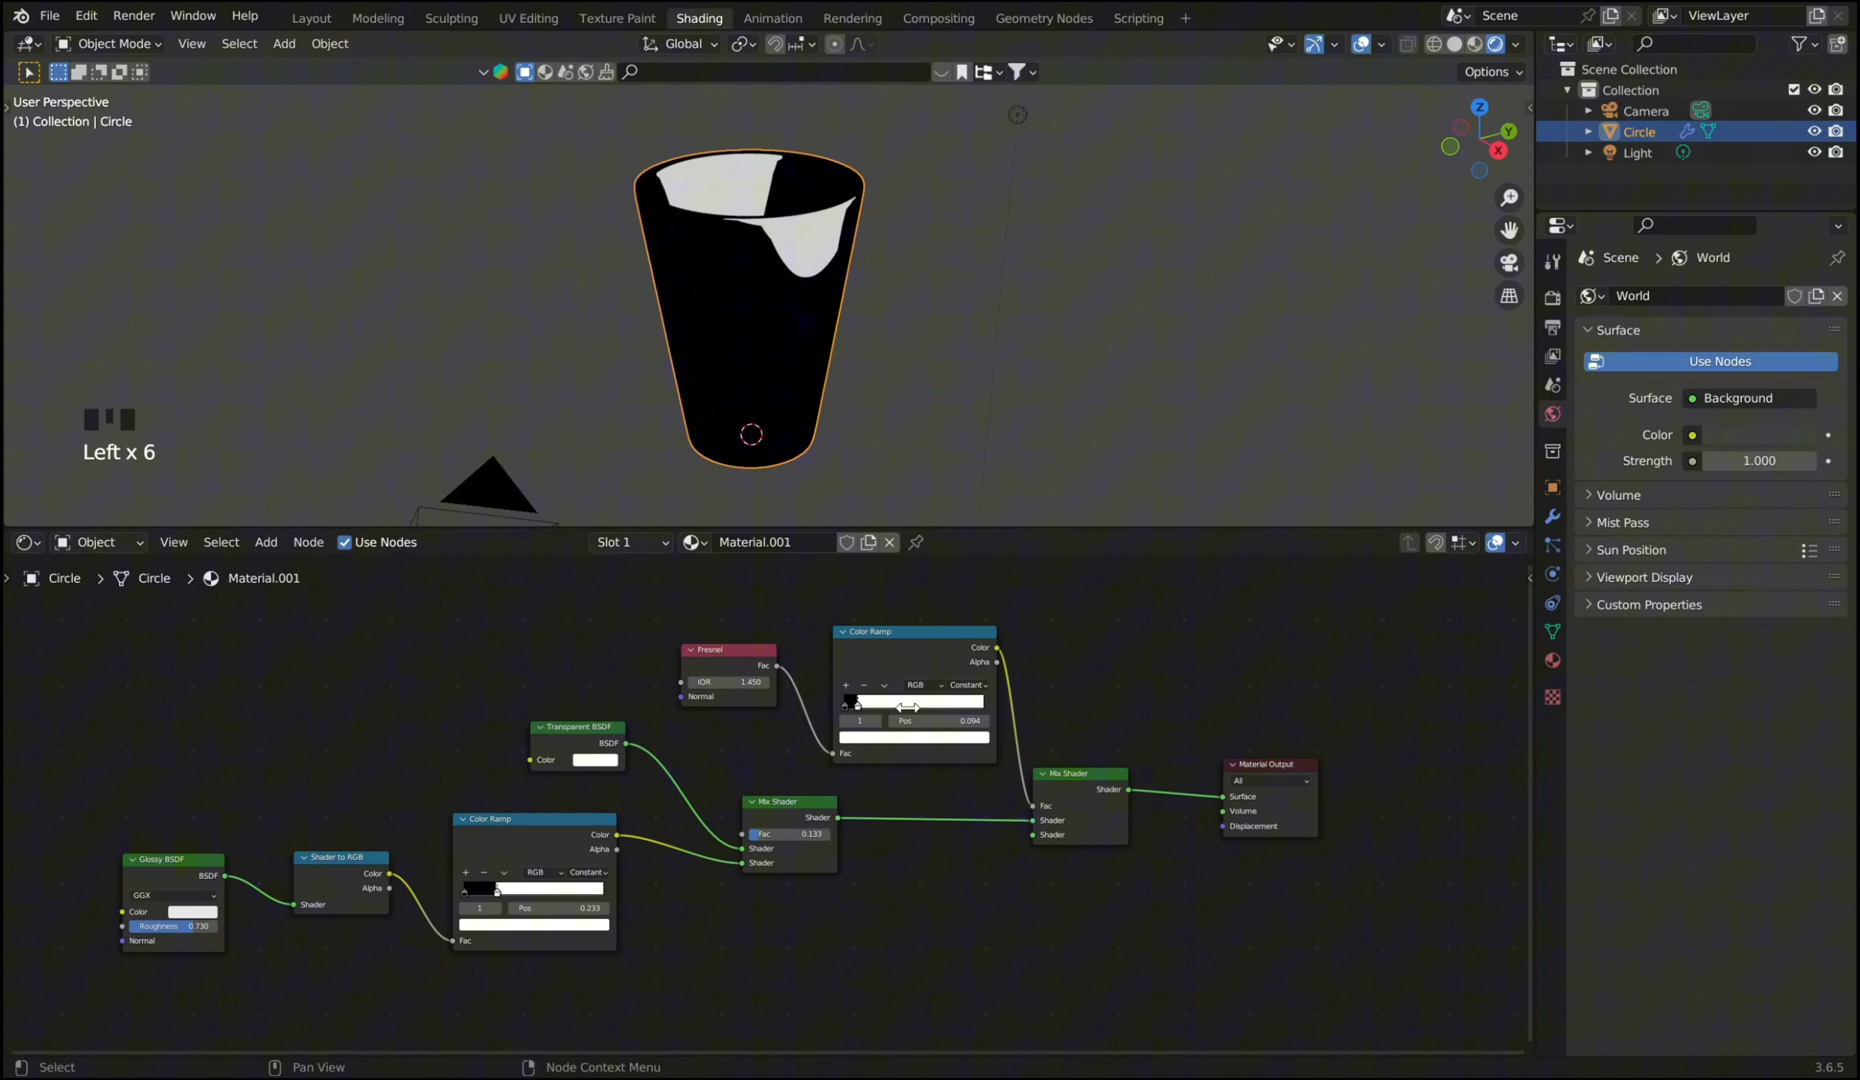 File Edit Render Window Help Layout Modeling Sculpting UV Editing Texture Paint Shading Animation Rendering Compositing Geometry Nodes Scripting + Scene ViewLayer
Object Mode View Select Add Object Global
Options
Scene Collection
Collection
Camera
Circle
Light
User Perspective
(1) Collection | Circle
Z
Y
X
Left x 6
Scene > World
World
Surface
Use Nodes
Surface Background
Color
Strength 1.000
Volume
Mist Pass
Sun Position
Viewport Display
Custom Properties
Object View Select Add Node Use Nodes Slot 1 Material.001
Circle > Circle > Material.001
Color Ramp
Color
Alpha
RGB Constant
1 Pos 0.094
Fac
Fresnel
Fac
IOR 1.450
Normal
Transparent BSDF
BSDF
Color
Mix Shader
Shader
Fac
Shader
Shader
Material Output
All
Surface
Volume
Displacement
Mix Shader
Shader
Fac 0.133
Shader
Shader
Color Ramp
Color
Alpha
RGB Constant
1 Pos 0.233
Fac
Shader to RGB
Color
Alpha
Shader
Glossy BSDF
BSDF
GGX
Color
Roughness 0.730
Normal
Select Pan View Node Context Menu 3.6.5